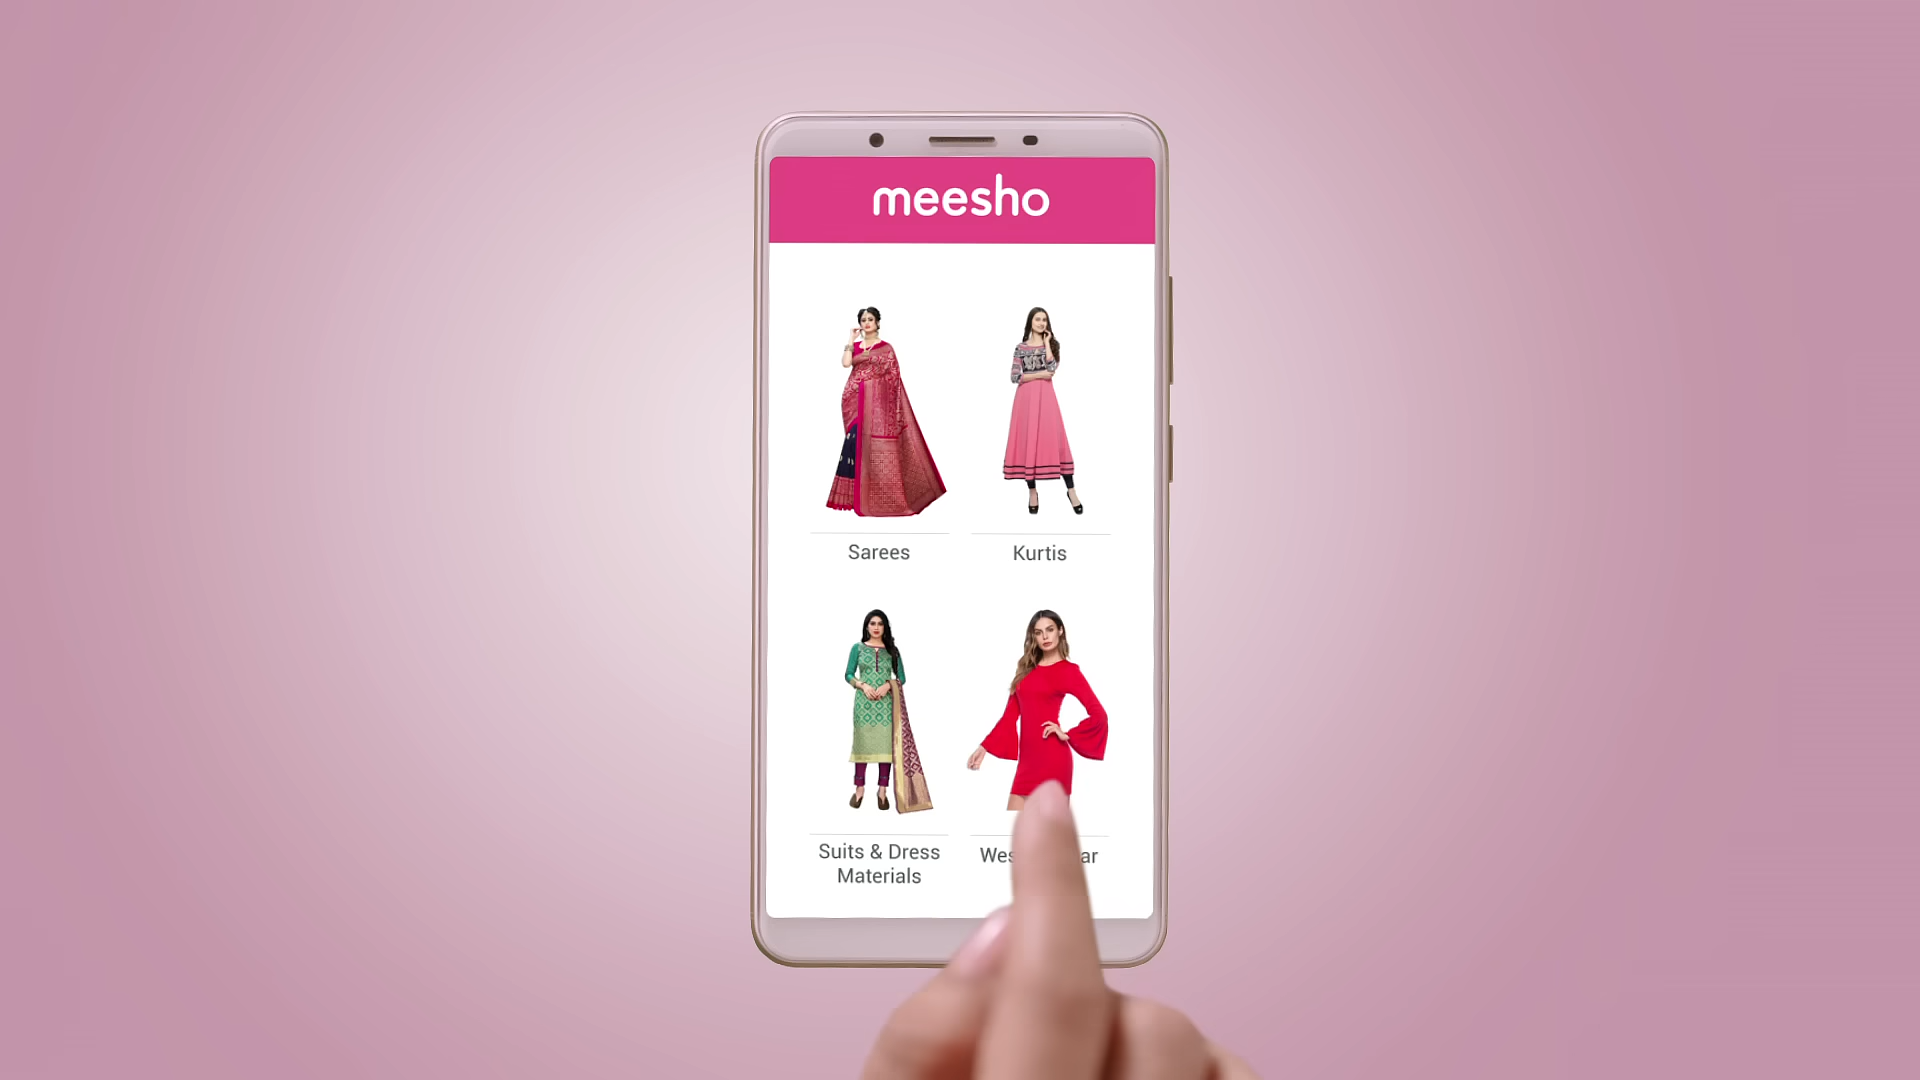 meesho
Sarees
Kurtis
Suits & Dress
Materials